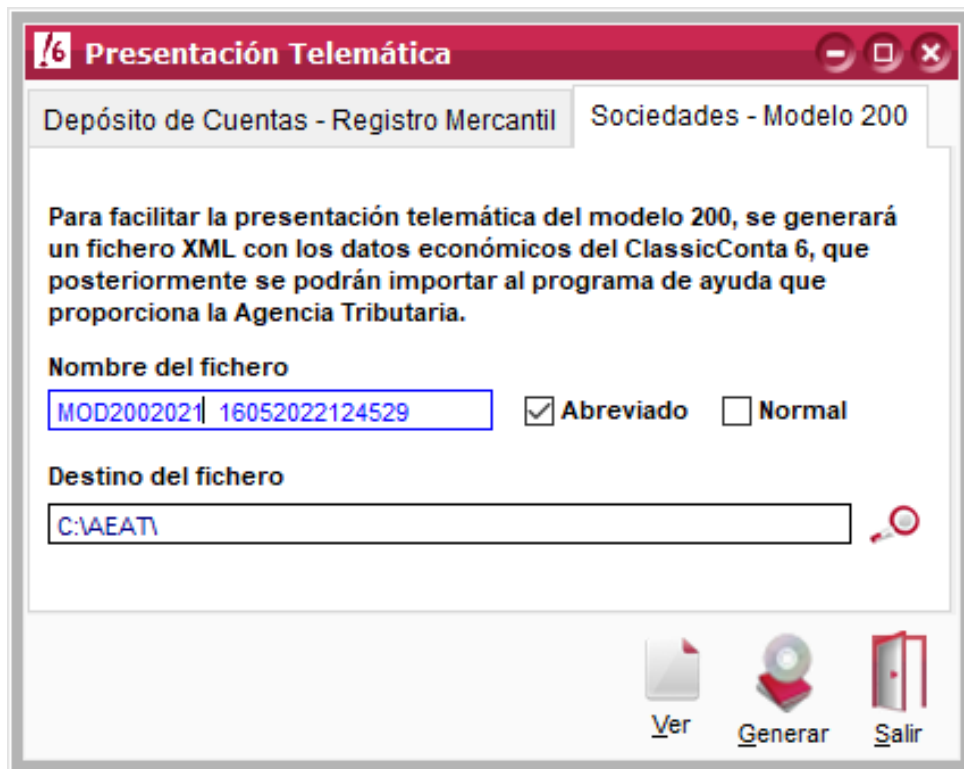 /6 Presentación Telemática
Depósito de Cuentas - Registro Mercantil Sociedades - Modelo 200
Para facilitar la presentación telemática del modelo 200, se generará
un fichero XML con los datos económicos del ClassicConta 6, que
posteriormente se podrán importar al programa de ayuda que
proporciona la Agencia Tributaria.
Nombre del fichero
MOD2002021 16052022124529 Abreviado Normal
Destino del fichero
C:\AEAT\
Ver Generar Salir